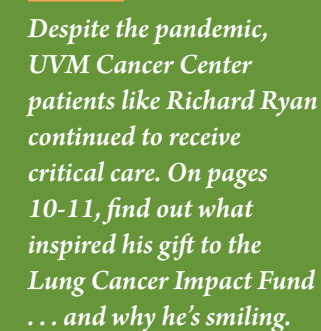 Despite the pandemic,
UVM Cancer Center
patients like Richard Ryan
continued to receive
critical care. On pages
10-11, find out what
inspired his gift to the
Lung Cancer Impact Fund
. . . and why he's smiling.